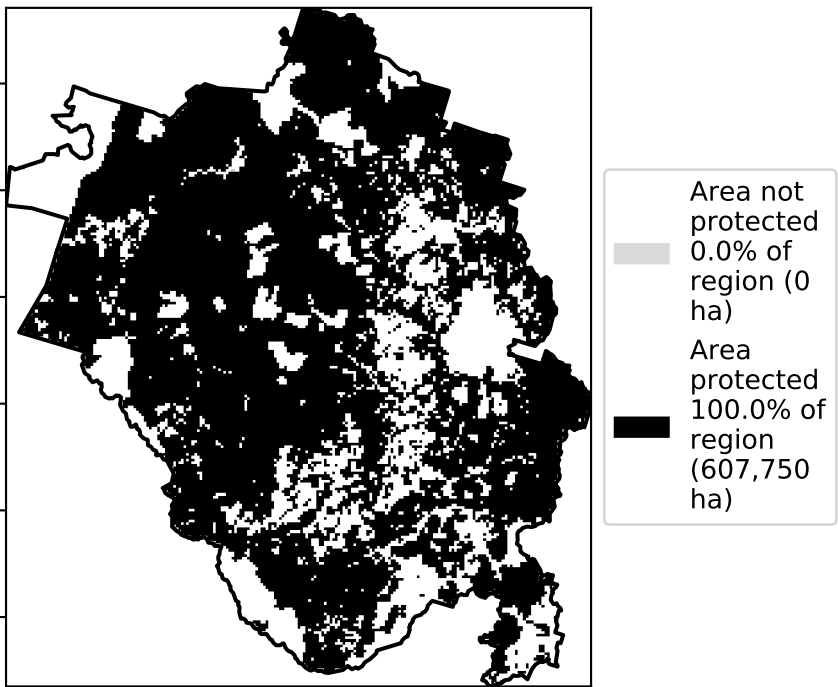 Area not
protected
0.0% of
region (0
ha)
Area
protected
100.0% of
region
(607,750
ha)